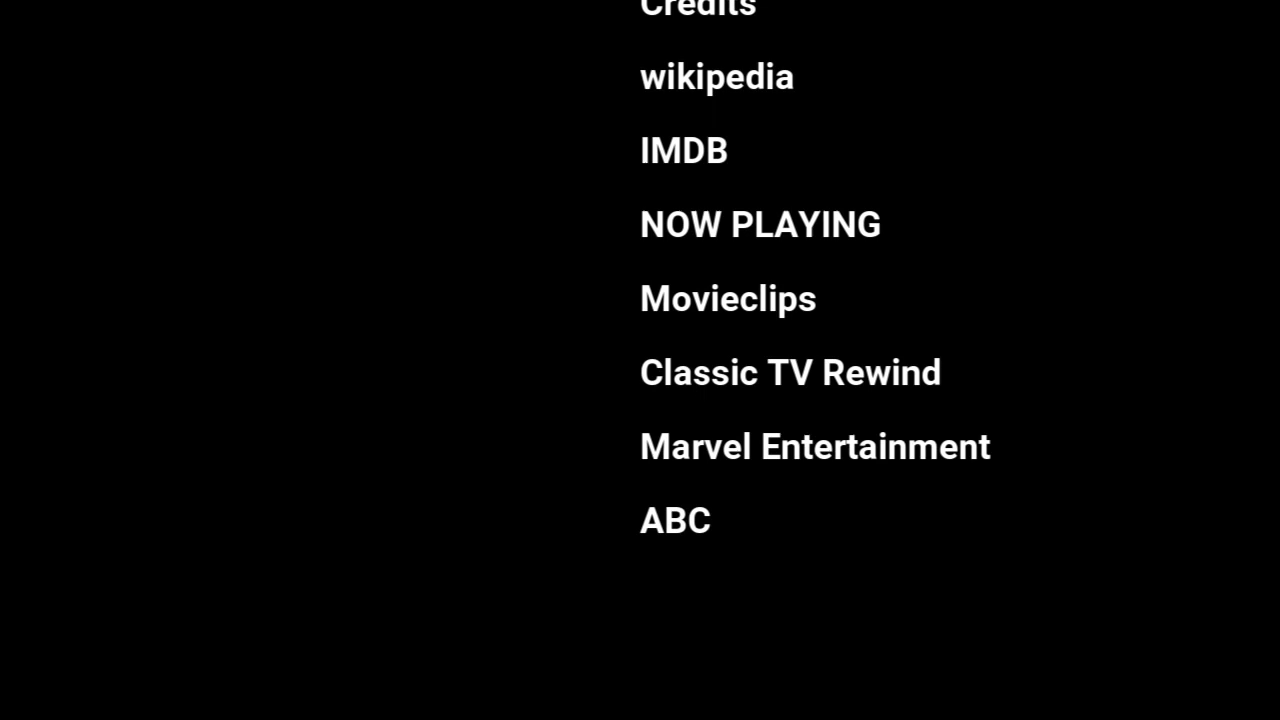 Credits
wikipedia
IMDB
NOW PLAYING
Movieclips
Classic TV Rewind
Marvel Entertainment
ABC